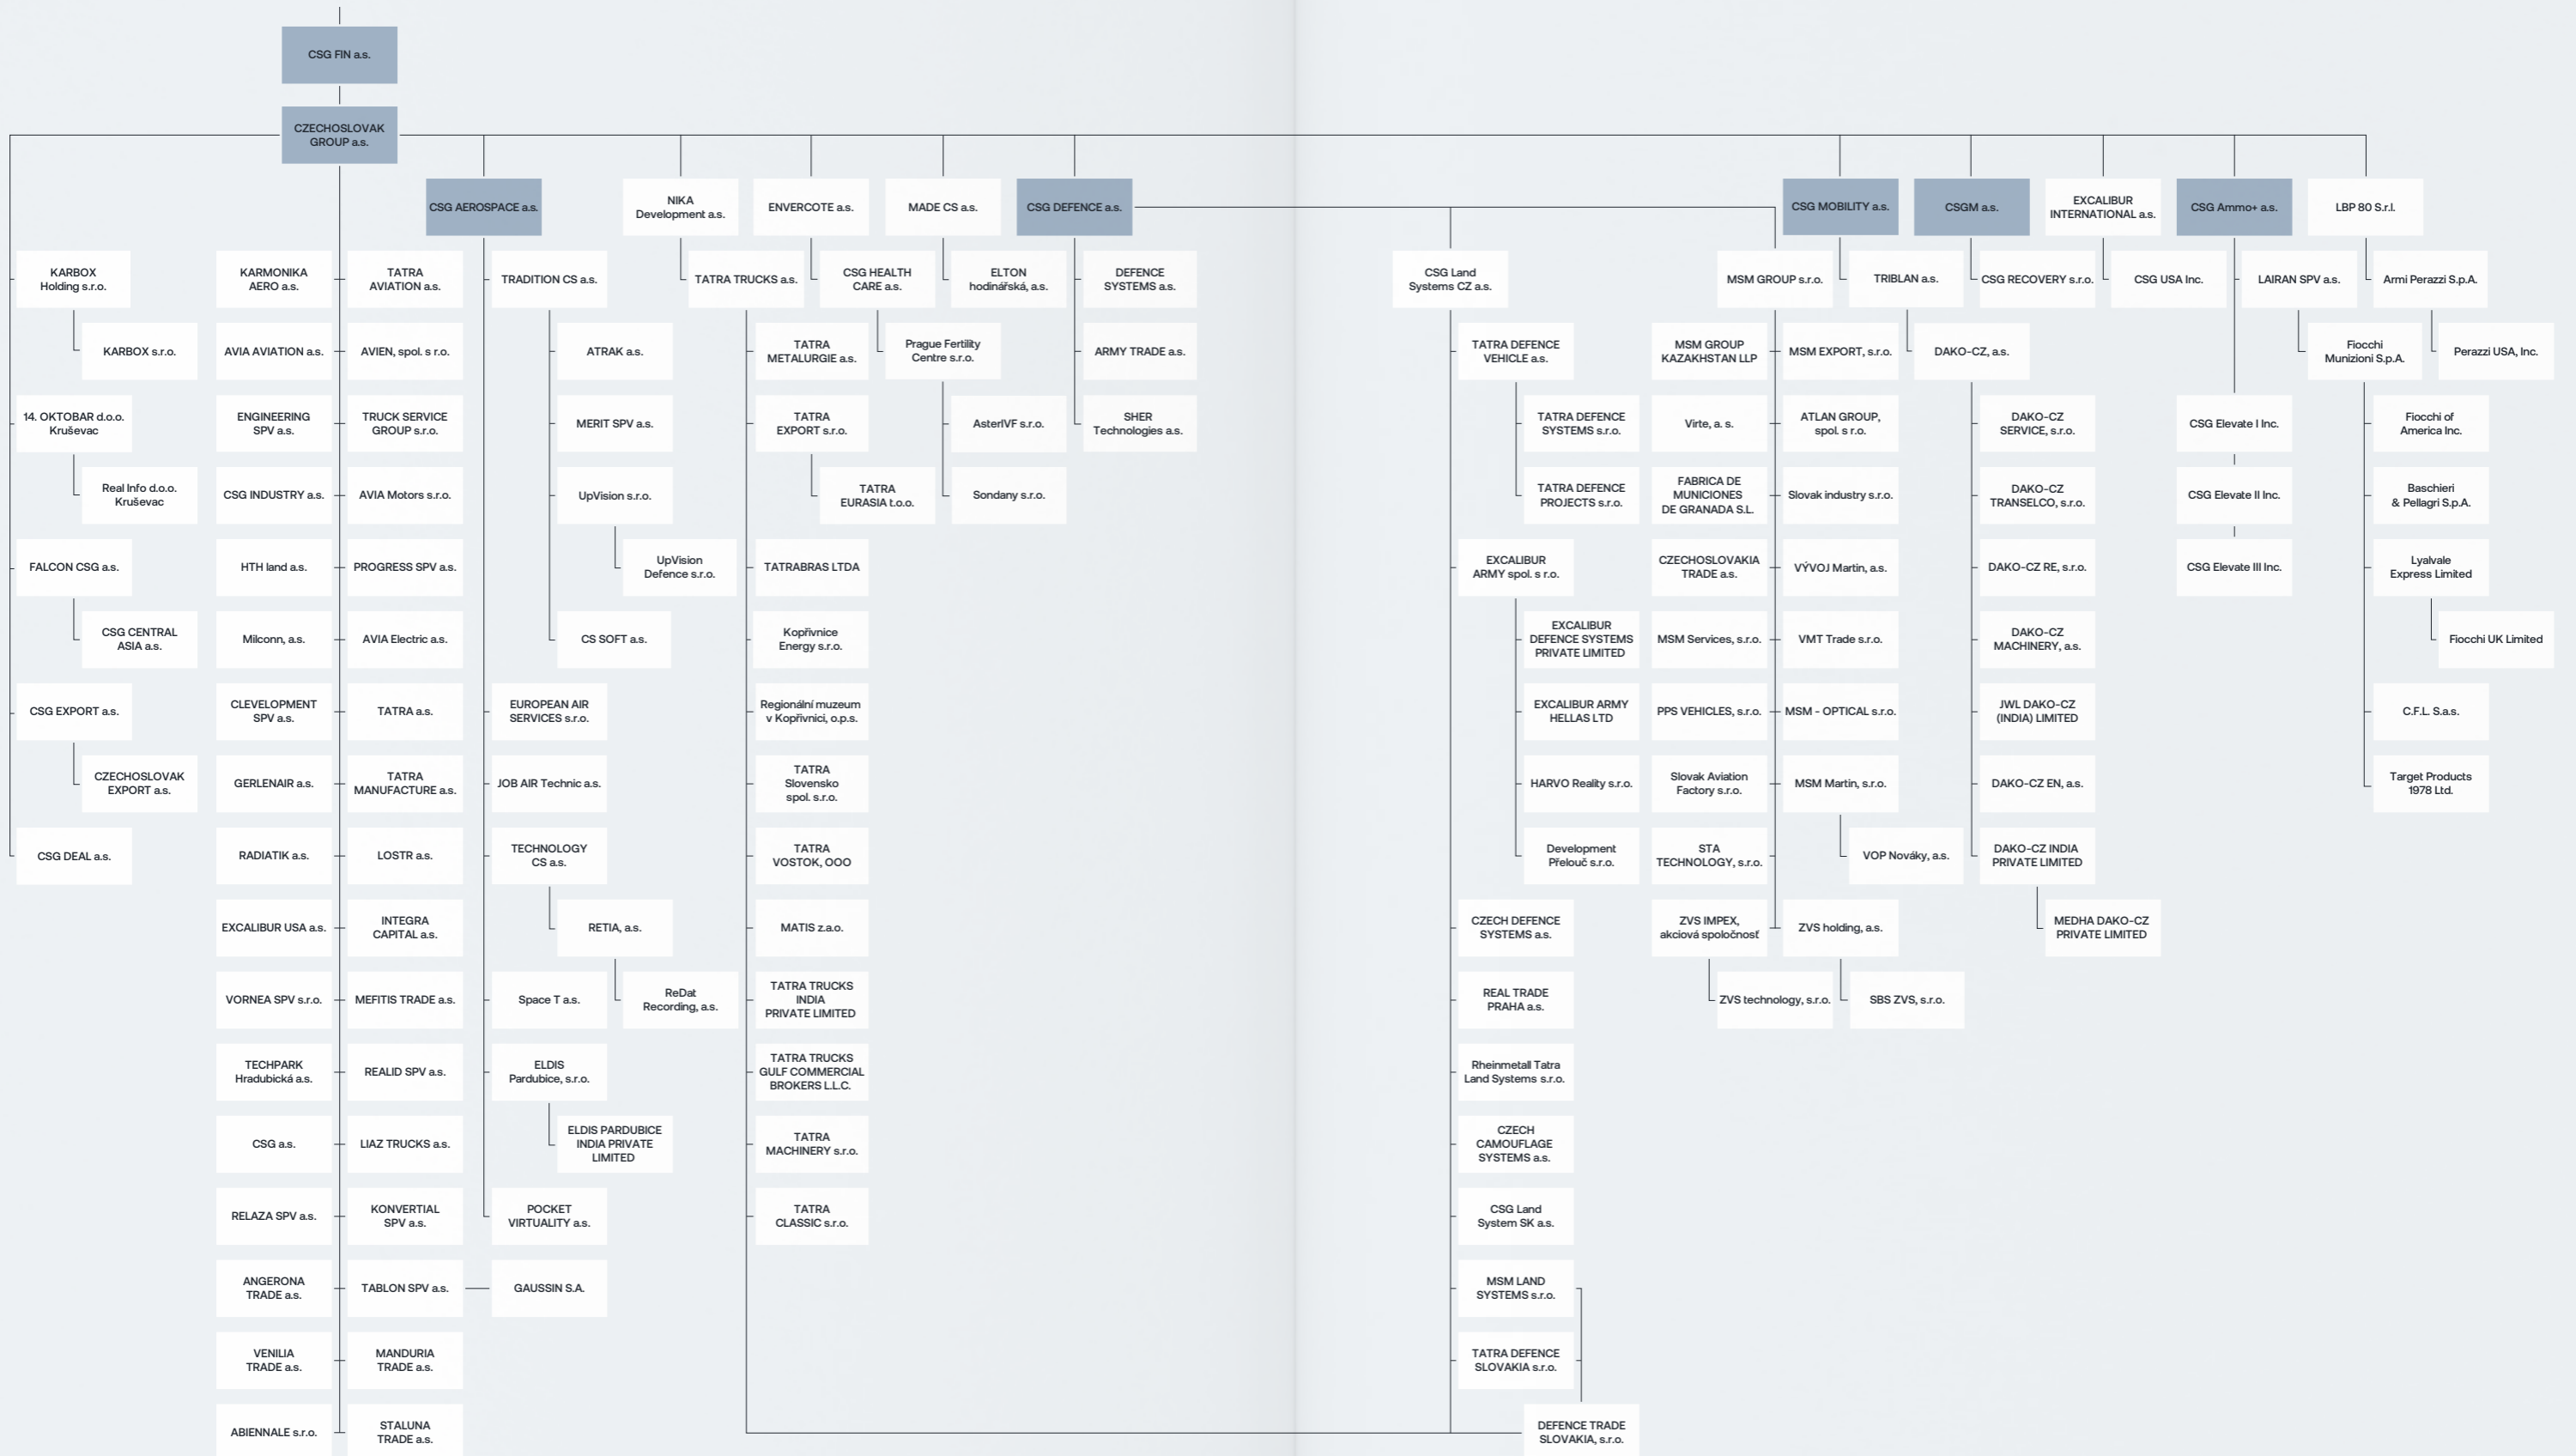 CSG FIN a.s.
CZECHOSLOVAK
GROUP a.s.
CSG AEROSPACE a.s.
NIKA
Development a.s.
ENVERCOTE a.s.
MADE CS a.s.
CSG DEFENCE a.s.
CSG MOBILITY a.s.
CSGM a.s.
EXCALIBUR
INTERNATIONAL a.s.
CSG Ammo+ a.s.
LBP 80 S.r.l.
KARBOX
Holding s.r.o.
KARBOX s.r.o.
14. OKTOBAR d.o.o.
Kruševac
Real Info d.o.o.
Kruševac
FALCON CSG a.s.
CSG CENTRAL
ASIA a.s.
CSG EXPORT a.s.
CZECHOSLOVAK
EXPORT a.s.
CSG DEAL a.s.
KARMONIKA
AERO a.s.
AVIA AVIATION a.s.
ENGINEERING
SPV a.s.
CSG INDUSTRY a.s.
HTH land a.s.
Milconn, a.s.
CLEVELOPMENT
SPV a.s.
GERLENAIR a.s.
RADIATIK a.s.
EXCALIBUR USA a.s.
VORNEA SPV s.r.o.
TECHPARK
Hradubická a.s.
CSG a.s.
RELAZA SPV a.s.
ANGERONA
TRADE a.s.
VENILIA
TRADE a.s.
ABIENNALE s.r.o.
TATRA
AVIATION a.s.
AVIEN, spol. s r.o.
TRUCK SERVICE
GROUP s.r.o.
AVIA Motors s.r.o.
PROGRESS SPV a.s.
AVIA Electric a.s.
TATRA a.s.
TATRA
MANUFACTURE a.s.
LOSTR a.s.
INTEGRA
CAPITAL a.s.
MEFITIS TRADE a.s.
REALID SPV a.s.
LIAZ TRUCKS a.s.
KONVERTIAL
SPV a.s.
TABLON SPV a.s.
MANDURIA
TRADE a.s.
STALUNA
TRADE a.s.
TRADITION CS a.s.
ATRAK a.s.
MERIT SPV a.s.
UpVision s.r.o.
UpVision
Defence s.r.o.
CS SOFT a.s.
EUROPEAN AIR
SERVICES s.r.o.
JOB AIR Technic a.s.
TECHNOLOGY
CS a.s.
RETIA, a.s.
ReDat
Recording, a.s.
Space T a.s.
ELDIS
Pardubice, s.r.o.
ELDIS PARDUBICE
INDIA PRIVATE
LIMITED
POCKET
VIRTUALITY a.s.
GAUSSIN S.A.
TATRA TRUCKS a.s.
TATRA
METALURGIE a.s.
TATRA
EXPORT s.r.o.
TATRA
EURASIA t.o.o.
TATRABRAS LTDA
Kopřivnice
Energy s.r.o.
Regionální muzeum
v Kopřivnici, o.p.s.
TATRA
Slovensko
spol. s.r.o.
TATRA
VOSTOK, OOO
MATIS z.a.o.
TATRA TRUCKS
INDIA
PRIVATE LIMITED
TATRA TRUCKS
GULF COMMERCIAL
BROKERS L.L.C.
TATRA
MACHINERY s.r.o.
TATRA
CLASSIC s.r.o.
CSG HEALTH
CARE a.s.
Prague Fertility
Centre s.r.o.
AsterIVF s.r.o.
Sondany s.r.o.
ELTON
hodinářská, a.s.
DEFENCE
SYSTEMS a.s.
ARMY TRADE a.s.
SHER
Technologies a.s.
CSG Land
Systems CZ a.s.
TATRA DEFENCE
VEHICLE a.s.
TATRA DEFENCE
SYSTEMS s.r.o.
TATRA DEFENCE
PROJECTS s.r.o.
EXCALIBUR
ARMY spol. s r.o.
EXCALIBUR
DEFENCE SYSTEMS
PRIVATE LIMITED
EXCALIBUR ARMY
HELLAS LTD
HARVO Reality s.r.o.
Development
Přelouč s.r.o.
CZECH DEFENCE
SYSTEMS a.s.
REAL TRADE
PRAHA a.s.
Rheinmetall Tatra
Land Systems s.r.o.
CZECH
CAMOUFLAGE
SYSTEMS a.s.
CSG Land
System SK a.s.
MSM LAND
SYSTEMS s.r.o.
TATRA DEFENCE
SLOVAKIA s.r.o.
DEFENCE TRADE
SLOVAKIA, s.r.o.
MSM GROUP s.r.o.
MSM GROUP
KAZAKHSTAN LLP
Virte, a. s.
FABRICA DE
MUNICIONES
DE GRANADA S.L.
CZECHOSLOVAKIA
TRADE a.s.
MSM Services, s.r.o.
PPS VEHICLES, s.r.o.
Slovak Aviation
Factory s.r.o.
STA
TECHNOLOGY, s.r.o.
ZVS IMPEX,
akciová spoločnosť
ZVS technology, s.r.o.
MSM EXPORT, s.r.o.
ATLAN GROUP,
spol. s r.o.
Slovak industry s.r.o.
VÝVOJ Martin, a.s.
VMT Trade s.r.o.
MSM - OPTICAL s.r.o.
MSM Martin, s.r.o.
VOP Nováky, a.s.
ZVS holding, a.s.
SBS ZVS, s.r.o.
TRIBLAN a.s.
DAKO-CZ, a.s.
DAKO-CZ
SERVICE, s.r.o.
DAKO-CZ
TRANSELCO, s.r.o.
DAKO-CZ RE, s.r.o.
DAKO-CZ
MACHINERY, a.s.
JWL DAKO-CZ
(INDIA) LIMITED
DAKO-CZ EN, a.s.
DAKO-CZ INDIA
PRIVATE LIMITED
MEDHA DAKO-CZ
PRIVATE LIMITED
CSG RECOVERY s.r.o.
CSG USA Inc.
LAIRAN SPV a.s.
CSG Elevate I Inc.
CSG Elevate II Inc.
CSG Elevate III Inc.
Fiocchi
Munizioni S.p.A.
Fiocchi of
America Inc.
Baschieri
& Pellagri S.p.A.
Lyalvale
Express Limited
Fiocchi UK Limited
C.F.L. S.a.s.
Target Products
1978 Ltd.
Armi Perazzi S.p.A.
Perazzi USA, Inc.